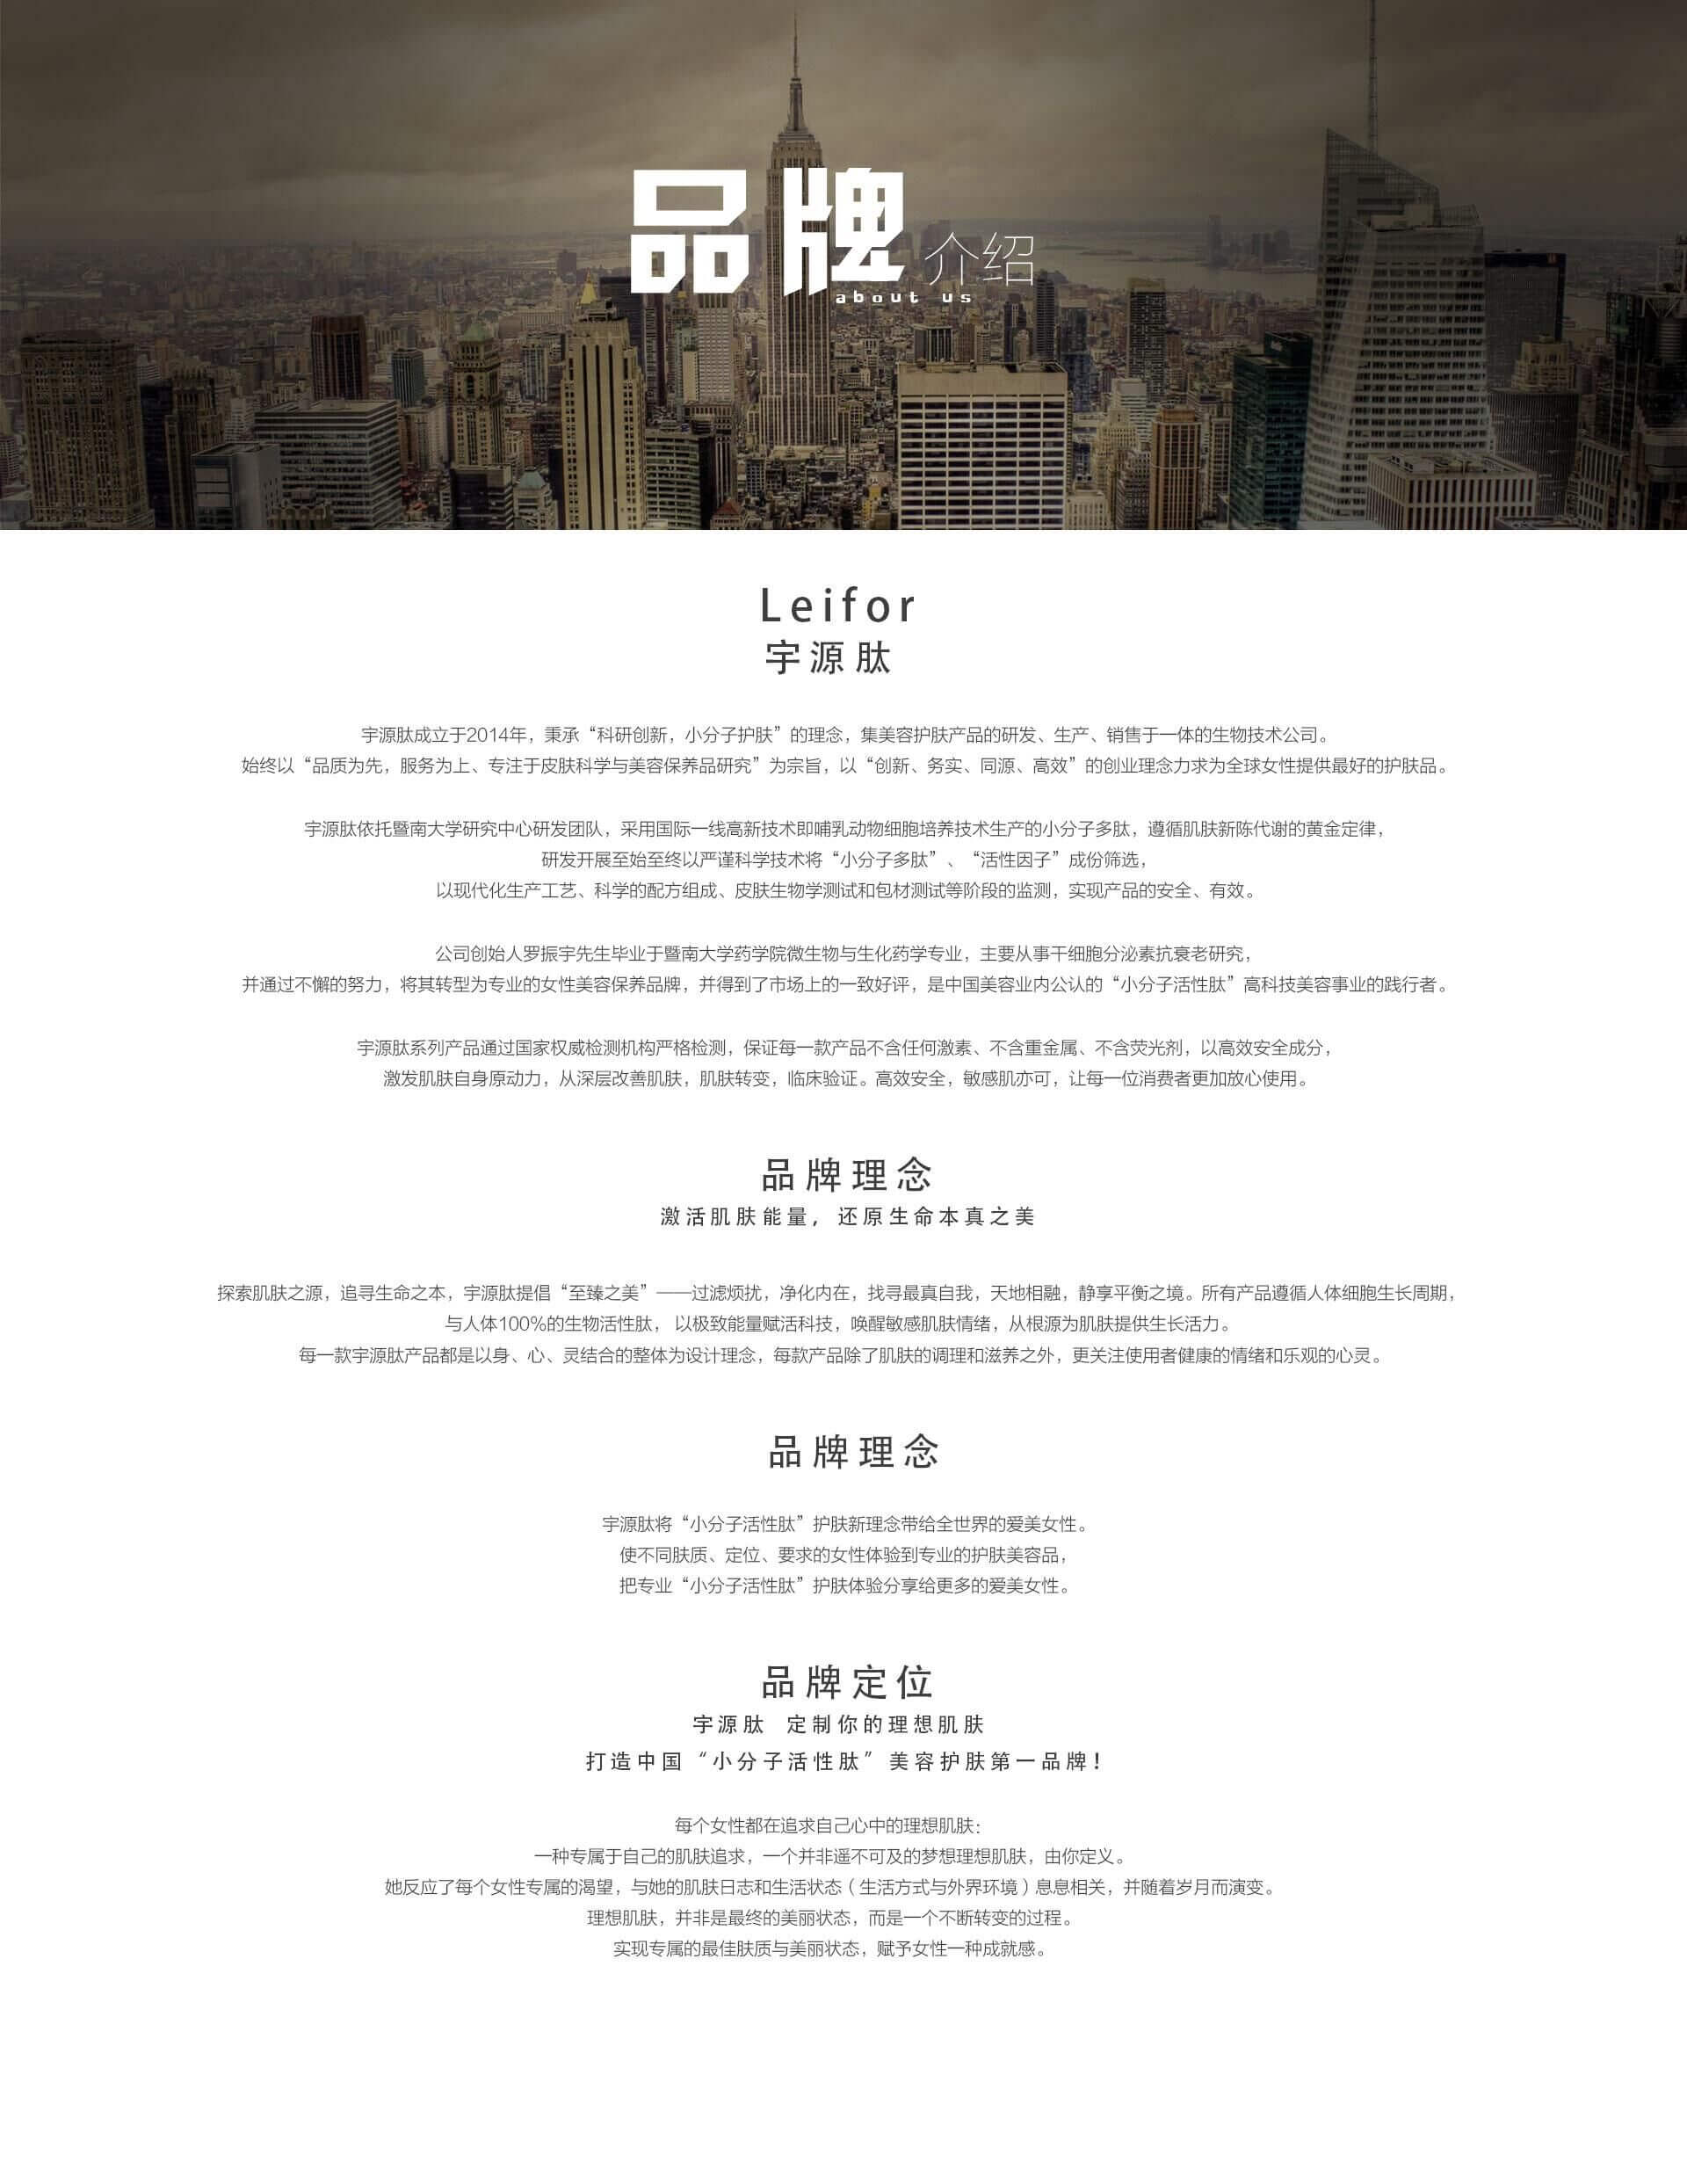 品牌介绍
about us
Leifor
宇源肽
宇源肽成立于2014年，秉承“科研创新，小分子护肤”的理念，集美容护肤产品的研发、生产、销售于一体的生物技术公司。
始终以“品质为先，服务为上、专注于皮肤科学与美容保养品研究”为宗旨，以“创新、务实、同源、高效”的创业理念力求为全球女性提供最好的护肤品。
宇源肽依托暨南大学研究中心研发团队，采用国际一线高新技术即哺乳动物细胞培养技术生产的小分子多肽，遵循肌肤新陈代谢的黄金定律，
研发开展至始至终以严谨科学技术将“小分子多肽”、“活性因子”成份筛选，
以现代化生产工艺、科学的配方组成、皮肤生物学测试和包材测试等阶段的监测，实现产品的安全、有效。
公司创始人罗振宇先生毕业于暨南大学药学院微生物与生化药学专业，主要从事干细胞分泌素抗衰老研究，
并通过不懈的努力，将其转型为专业的女性美容保养品牌，并得到了市场上的一致好评，是中国美容业内公认的“小分子活性肽”高科技美容事业的践行者。
宇源肽系列产品通过国家权威检测机构严格检测，保证每一款产品不含任何激素、不含重金属、不含荧光剂，以高效安全成分，
激发肌肤自身原动力，从深层改善肌肤，肌肤转变，临床验证。高效安全，敏感肌亦可，让每一位消费者更加放心使用。
品牌理念
激活肌肤能量，还原生命本真之美
探索肌肤之源，追寻生命之本，宇源肽提倡“至臻之美”——过滤烦扰，净化内在，找寻最真自我，天地相融，静享平衡之境。所有产品遵循人体细胞生长周期，
与人体100%的生物活性肽， 以极致能量赋活科技，唤醒敏感肌肤情绪，从根源为肌肤提供生长活力。
每一款宇源肽产品都是以身、心、灵结合的整体为设计理念，每款产品除了肌肤的调理和滋养之外，更关注使用者健康的情绪和乐观的心灵。
品牌理念
宇源肽将“小分子活性肽”护肤新理念带给全世界的爱美女性。
使不同肤质、定位、要求的女性体验到专业的护肤美容品，
把专业“小分子活性肽”护肤体验分享给更多的爱美女性。
品牌定位
宇源肽 定制你的理想肌肤
打造中国“小分子活性肽”美容护肤第一品牌！
每个女性都在追求自己心中的理想肌肤：
一种专属于自己的肌肤追求，一个并非遥不可及的梦想理想肌肤，由你定义。
她反应了每个女性专属的渴望，与她的肌肤日志和生活状态（生活方式与外界环境）息息相关，并随着岁月而演变。
理想肌肤，并非是最终的美丽状态，而是一个不断转变的过程。
实现专属的最佳肤质与美丽状态，赋予女性一种成就感。